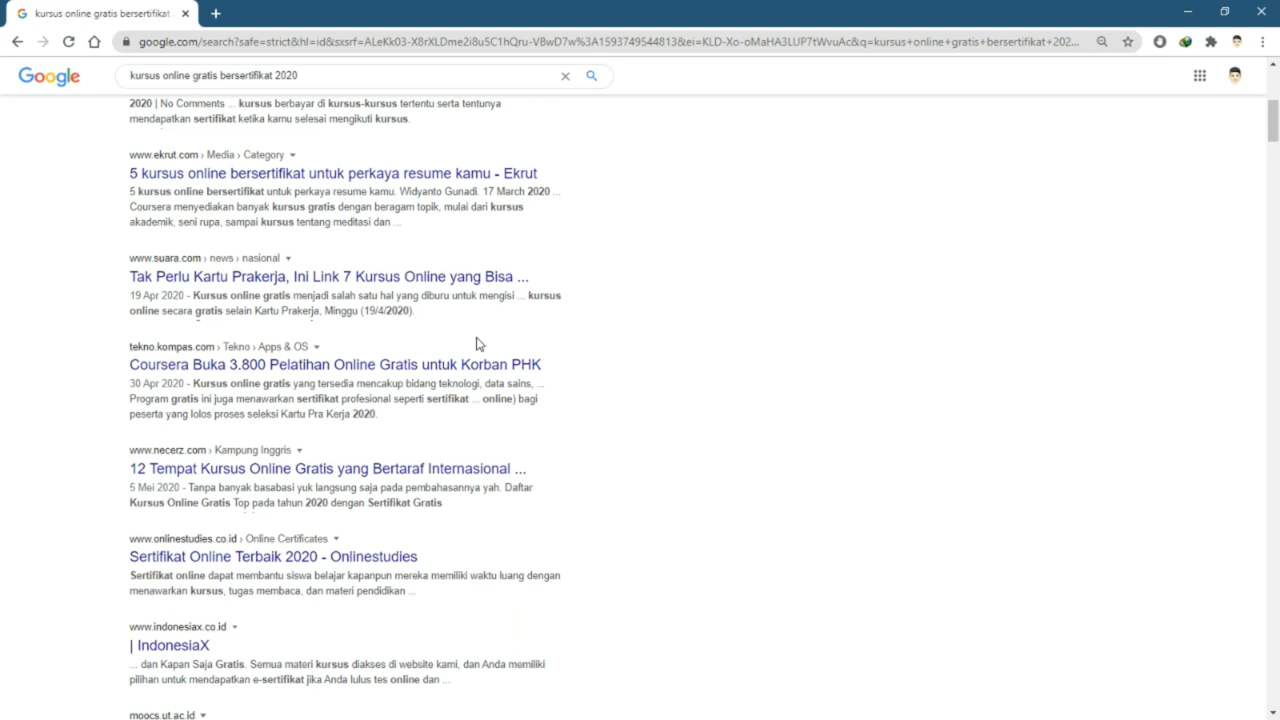 kursus online gratis bersertifikat
google.com/search?safe=strict&hl=id&sxsrf=ALeKk03-X8rXLDme2i8u5C1hQru-VBwD7w%3A1593749544813&ei=KLD-Xo-oMaHA3LUP7tWvuAc&q=kursus+online+gratis+bersertifikat+202...
Google
kursus online gratis bersertifikat 2020
2020 | No Comments ... kursus berbayar di kursus-kursus tertentu serta tentunya
mendapatkan sertifikat ketika kamu selesai mengikuti kursus.
www.ekrut.com › Media › Category
5 kursus online bersertifikat untuk perkaya resume kamu - Ekrut
5 kursus online bersertifikat untuk perkaya resume kamu. Widyanto Gunadi. 17 March 2020 ...
Coursera menyediakan banyak kursus gratis dengan beragam topik, mulai dari kursus
akademik, seni rupa, sampai kursus tentang meditasi dan ...
www.suara.com › news › nasional
Tak Perlu Kartu Prakerja, Ini Link 7 Kursus Online yang Bisa ...
19 Apr 2020 - Kursus online gratis menjadi salah satu hal yang diburu untuk mengisi ... kursus
online secara gratis selain Kartu Prakerja, Minggu (19/4/2020).
tekno.kompas.com › Tekno › Apps & OS
Coursera Buka 3.800 Pelatihan Online Gratis untuk Korban PHK
30 Apr 2020 - Kursus online gratis yang tersedia mencakup bidang teknologi, data sains, ...
Program gratis ini juga menawarkan sertifikat profesional seperti sertifikat ... online) bagi
peserta yang lolos proses seleksi Kartu Pra Kerja 2020.
www.necerz.com › Kampung Inggris
12 Tempat Kursus Online Gratis yang Bertaraf Internasional ...
5 Mei 2020 - Tanpa banyak basabasi yuk langsung saja pada pembahasannya yah. Daftar
Kursus Online Gratis Top pada tahun 2020 dengan Sertifikat Gratis
www.onlinestudies.co.id › Online Certificates
Sertifikat Online Terbaik 2020 - Onlinestudies
Sertifikat online dapat membantu siswa belajar kapanpun mereka memiliki waktu luang dengan
menawarkan kursus, tugas membaca, dan materi pendidikan ...
www.indonesiax.co.id
| IndonesiaX
... dan Kapan Saja Gratis. Semua materi kursus diakses di website kami, dan Anda memiliki
pilihan untuk mendapatkan e-sertifikat jika Anda lulus tes online dan ...
moocs.ut.ac.id